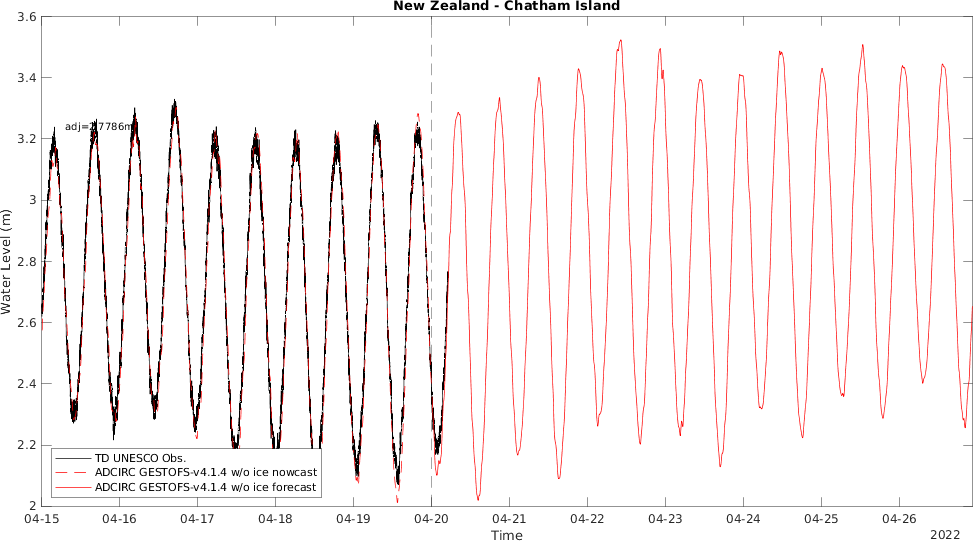 New Zealand - Chatham Island
3.6
3.4
3.2
3
2.8
2.6
2.4
2.2
2
Water Level (m)
adj=2.7786m
TD UNESCO Obs.
ADCIRC GESTOFS-v4.1.4 w/o ice nowcast
ADCIRC GESTOFS-v4.1.4 w/o ice forecast
04-15 04-16 04-17 04-18 04-19 04-20 04-21 04-22 04-23 04-24 04-25 04-26
Time
2022